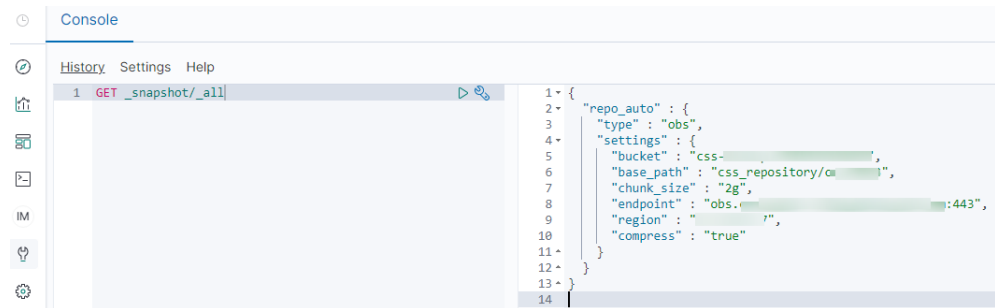 Console
History Settings Help
1 GET _snapshot/_all
IM
1 {
2 "repo_auto" : {
3 "type" : "obs",
4 "settings" : {
5 "bucket" : "css-",
6 "base_path" : "css_repository/",
7 "chunk_size" : "2g",
8 "endpoint" : "obs. :443",
9 "region" : " ",
10 "compress" : "true"
11 }
12 }
13 }
14